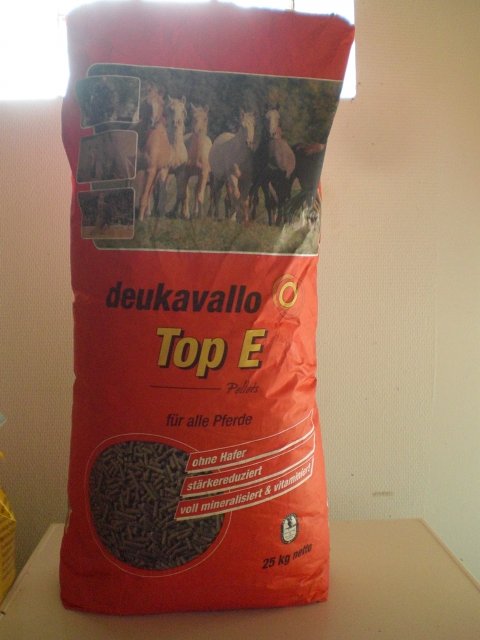 deukavallo
Top E
Pellets
für alle Pferde
ohne Hafer
stärkereduziert
voll mineralisiert & vitaminiert
25 kg netto